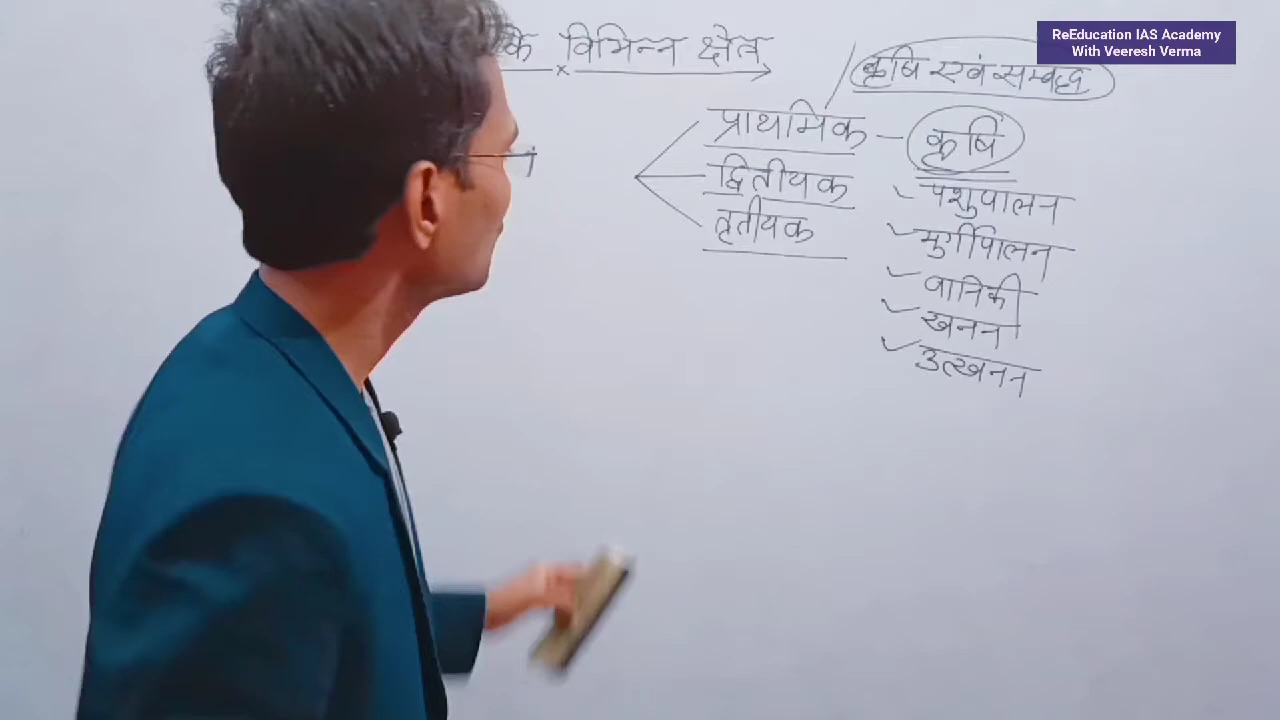 के विभिन्न क्षेत्र
ReEducation IAS Academy
With Veeresh Verma
कृषि एवं सम्बद्ध
प्राथमिक – कृषि
द्वितीयक
तृतीयक
पशुपालन
मुर्गीपालन
वानिकी
खनन
उत्खनन